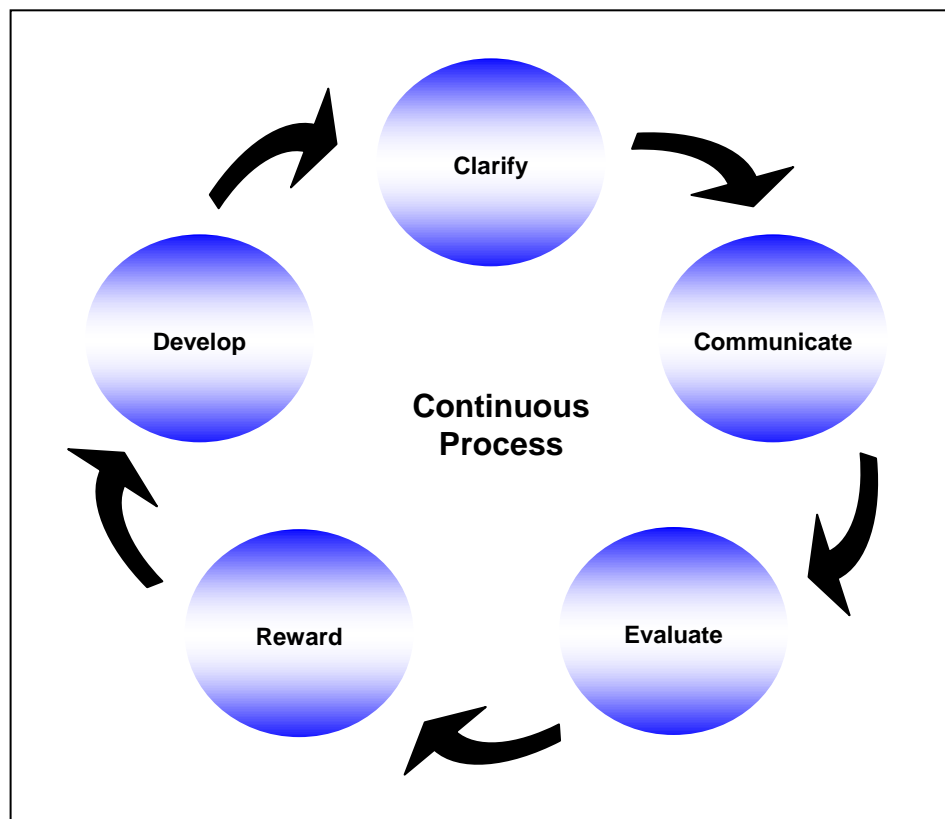 Clarify
Communicate
Evaluate
Reward
Develop
Continuous
Process